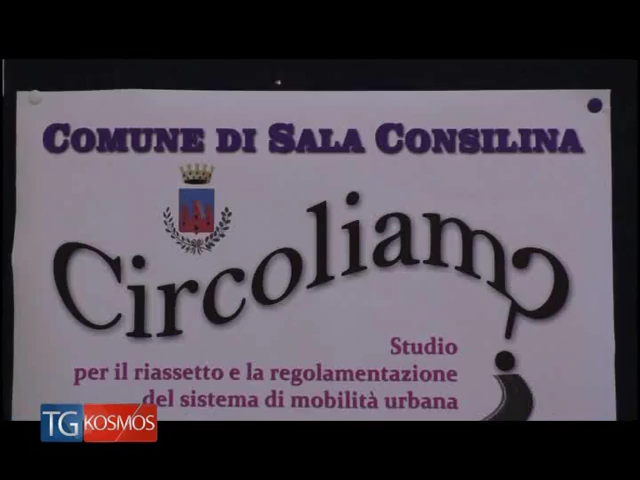 COMUNE DI SALA CONSILINA
Circoliamo
Studio
per il riassetto e la regolamentazione
del sistema di mobilità urbana
TG KOSMOS